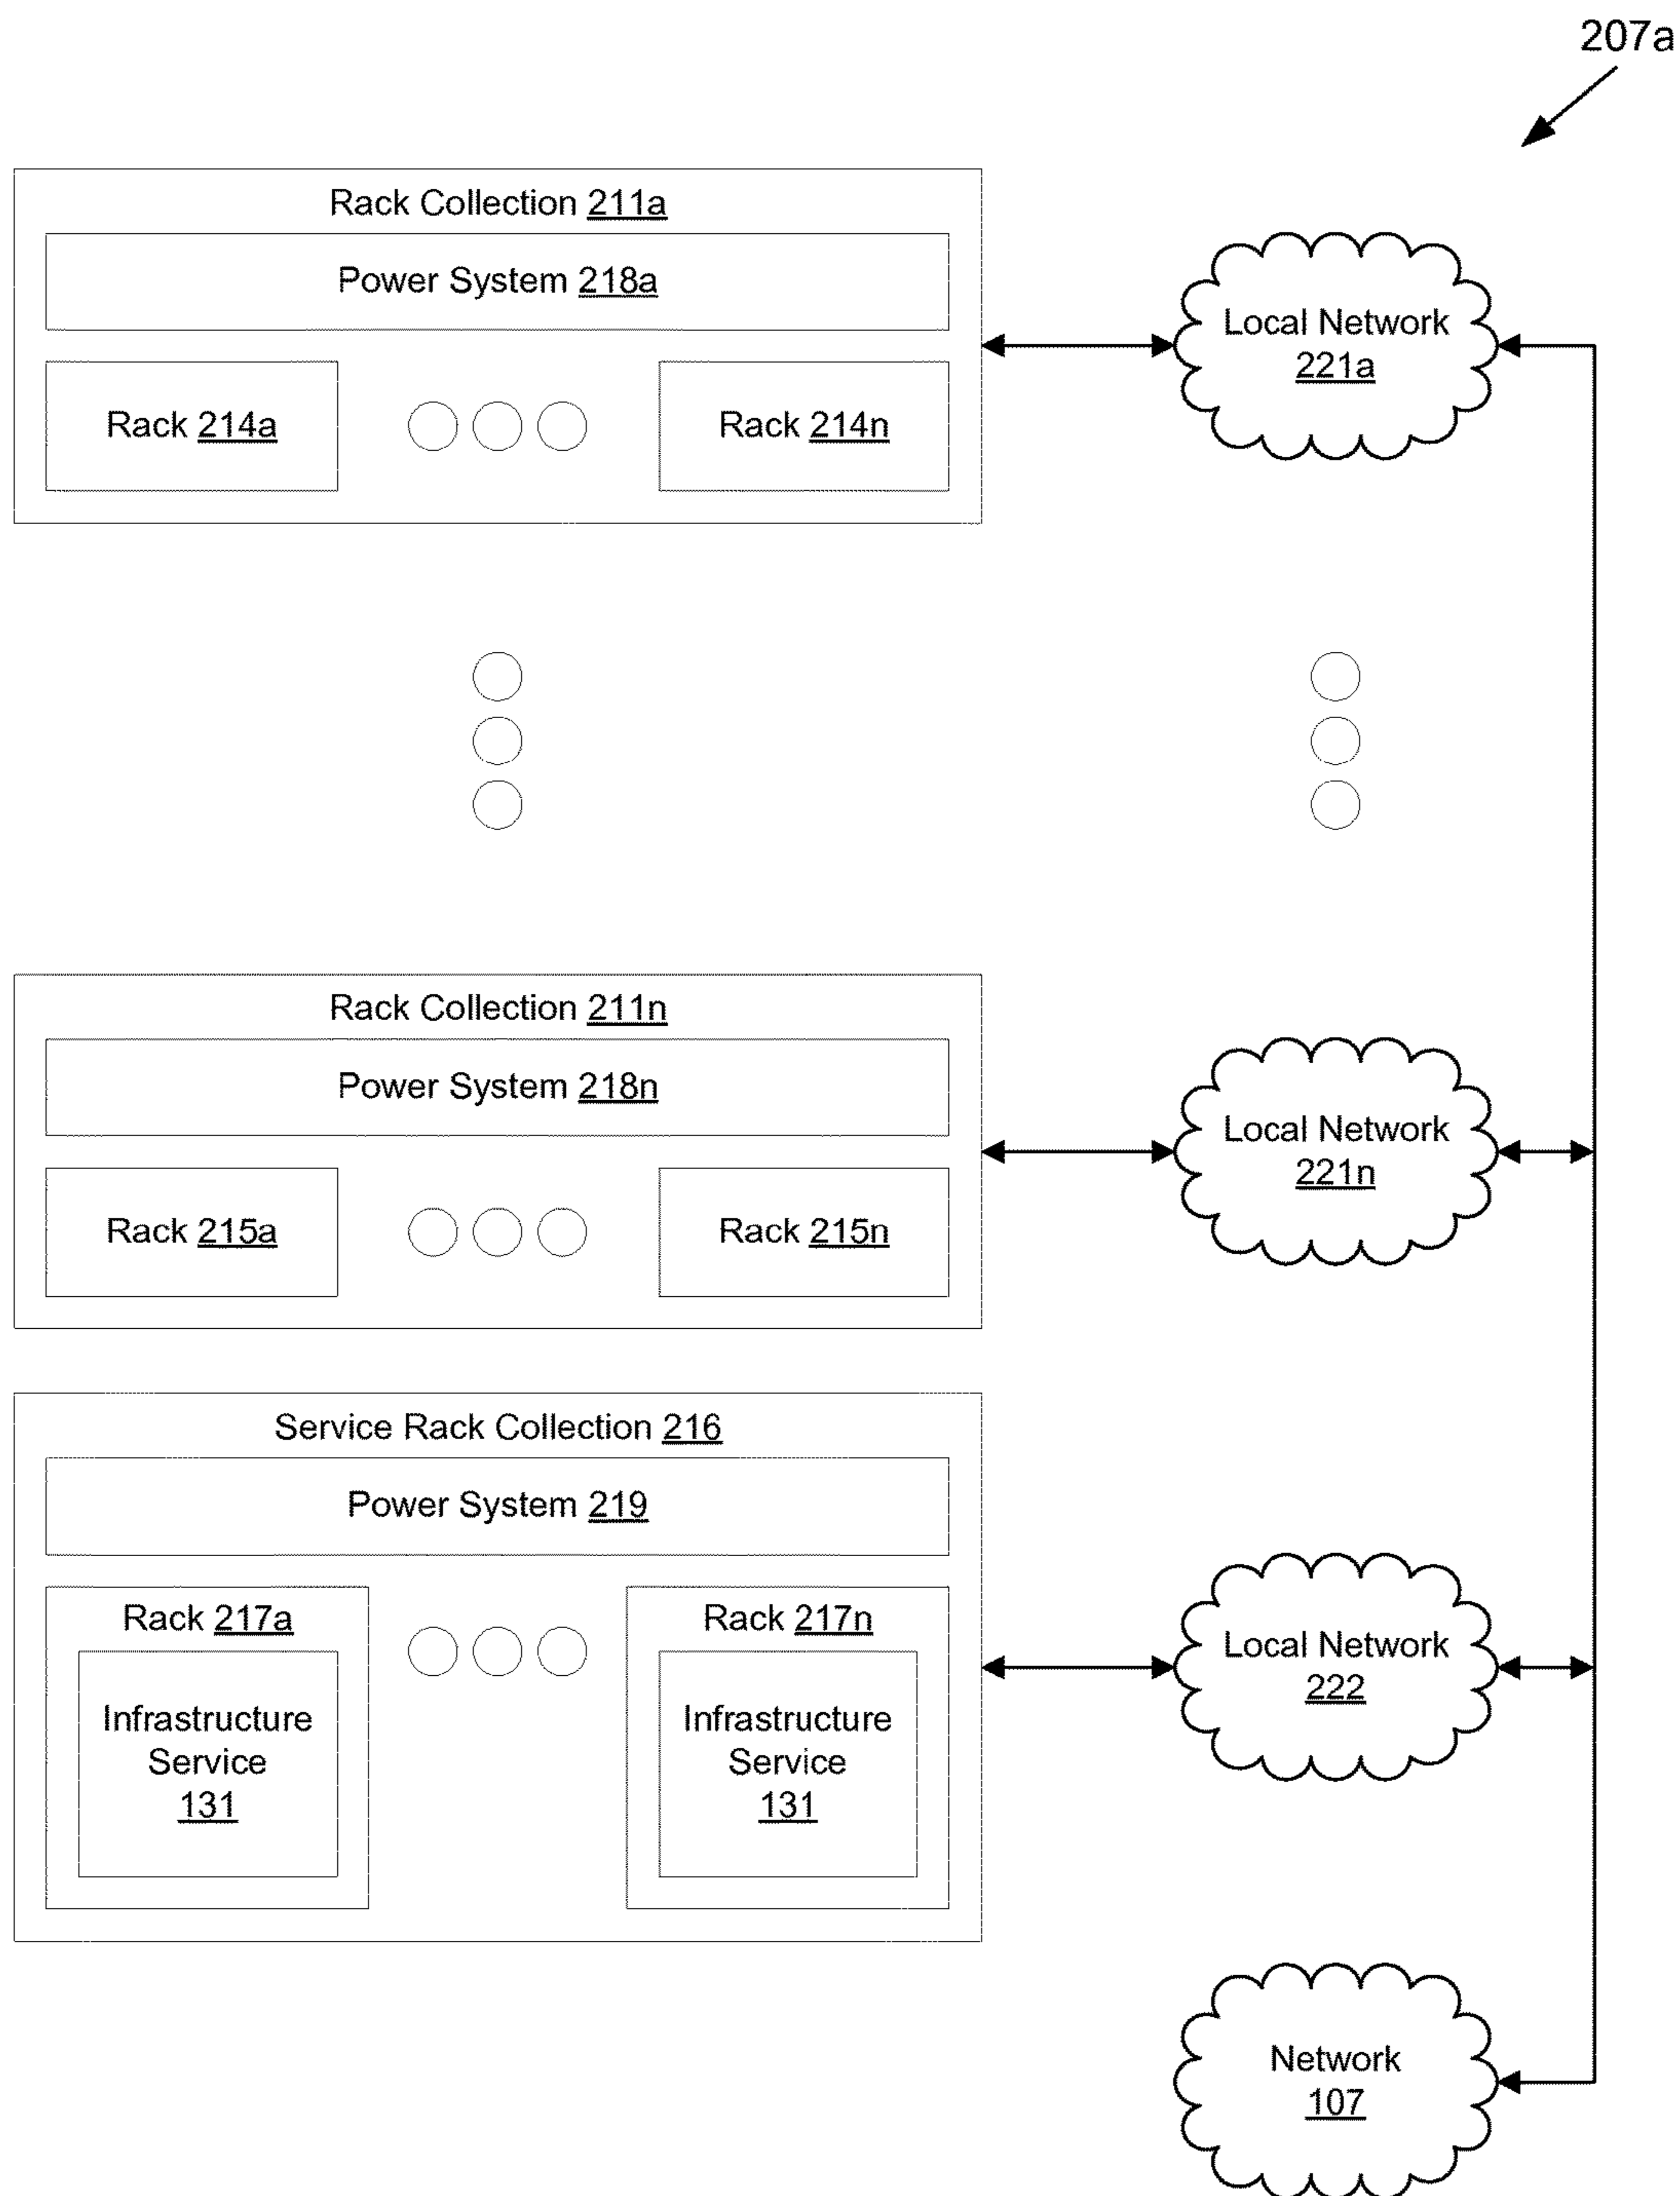 207a
Rack Collection 211a
Power System 218a
Rack 214a
Rack 214n
Local Network
221a
Rack Collection 211n
Power System 218n
Rack 215a
Rack 215n
Local Network
221n
Service Rack Collection 216
Power System 219
Rack 217a
Infrastructure
Service
131
Rack 217n
Infrastructure
Service
131
Local Network
222
Network
107